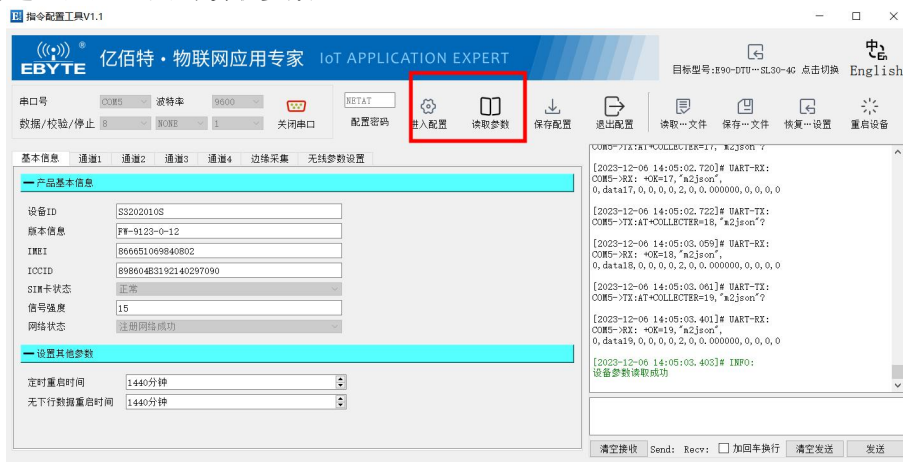 指令配置工具V1.1
EBYTE ® 亿佰特·物联网应用专家 IoT APPLICATION EXPERT
目标型号:E90-DTU…SL30-4G 点击切换
中 English
串口号 COM5 波特率 9600
数据/校验/停止 8 NONE 1 关闭串口
NETAT
配置密码
进入配置 读取参数 保存配置 退出配置 读取…文件 保存…文件 恢复…设置 重启设备
基本信息 通道1 通道2 通道3 通道4 边缘采集 无线参数设置
产品基本信息
设备ID S3202010S
版本信息 FW-9123-0-12
IMEI 866651069840802
ICCID 898604B3192140297090
SIM卡状态 正常
信号强度 15
网络状态 注册网络成功
设置其他参数
定时重启时间 1440分钟
无下行数据重启时间 1440分钟
COM5->TX:AT+COLLECTER=17,"m2json"?
[2023-12-06 14:05:02.720]# UART-RX:
COM5->RX: +OK=17,"m2json",
0,data17,0,0,0,0,2,0,0.000000,0,0,0,0
[2023-12-06 14:05:02.722]# UART-TX:
COM5->TX:AT+COLLECTER=18,"m2json"?
[2023-12-06 14:05:03.059]# UART-RX:
COM5->RX: +OK=18,"m2json",
0,data18,0,0,0,0,2,0,0.000000,0,0,0,0
[2023-12-06 14:05:03.061]# UART-TX:
COM5->TX:AT+COLLECTER=19,"m2json"?
[2023-12-06 14:05:03.401]# UART-RX:
COM5->RX: +OK=19,"m2json",
0,data19,0,0,0,0,2,0,0.000000,0,0,0,0
[2023-12-06 14:05:03.403]# INFO:
设备参数读取成功
清空接收 Send: Recv: 加回车换行 清空发送 发送